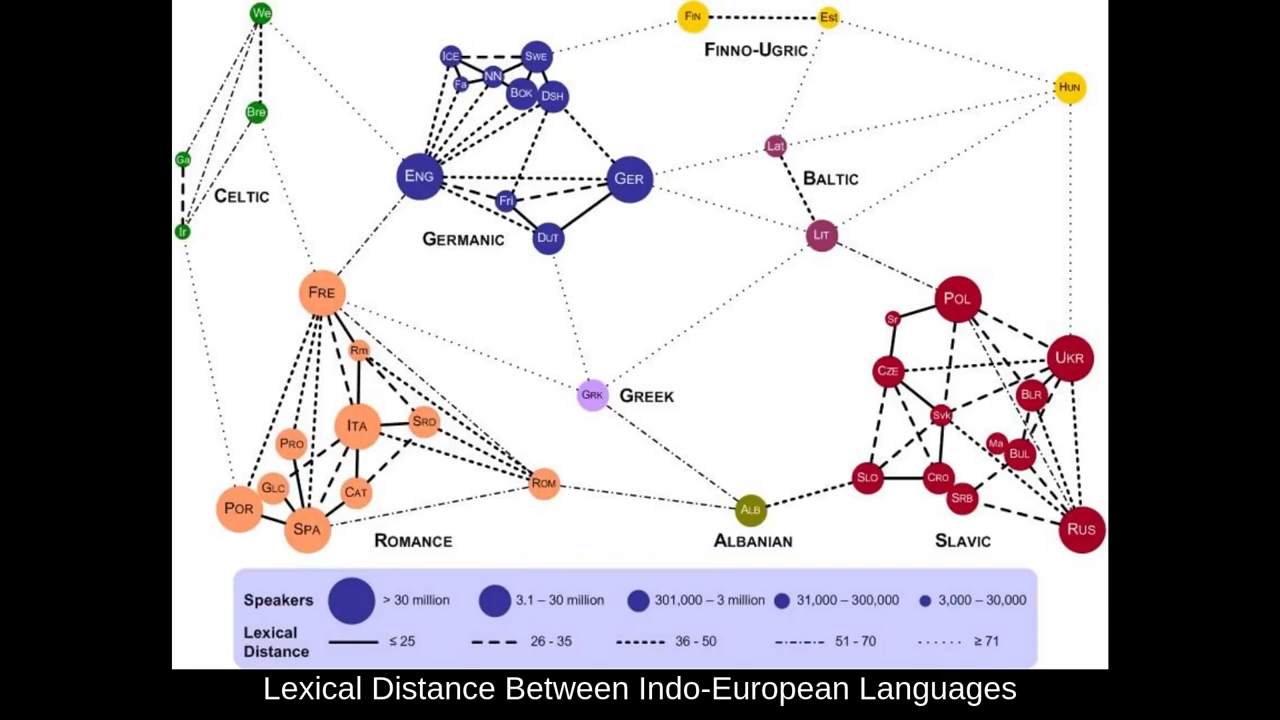 We
FIN
Est
FINNO-UGRIC
ICE
SWE
Fa
NN
BOK
DSH
HUN
Bre
Lat
Ga
CELTIC
ENG
GER
BALTIC
Fri
Ir
GERMANIC
DUT
LIT
FRE
POL
Sr
Rm
CZE
UKR
GRK
GREEK
BLR
ITA
SRD
Svk
PRO
Ma
BUL
GLC
CAT
ROM
SLO
CRO
SRB
POR
SPA
ALB
RUS
ROMANCE
ALBANIAN
SLAVIC
Speakers > 30 million 3.1 – 30 million 301,000 – 3 million 31,000 – 300,000 3,000 – 30,000
Lexical
Distance ≤ 25 26 - 35 36 - 50 51 - 70 ≥ 71
Lexical Distance Between Indo-European Languages